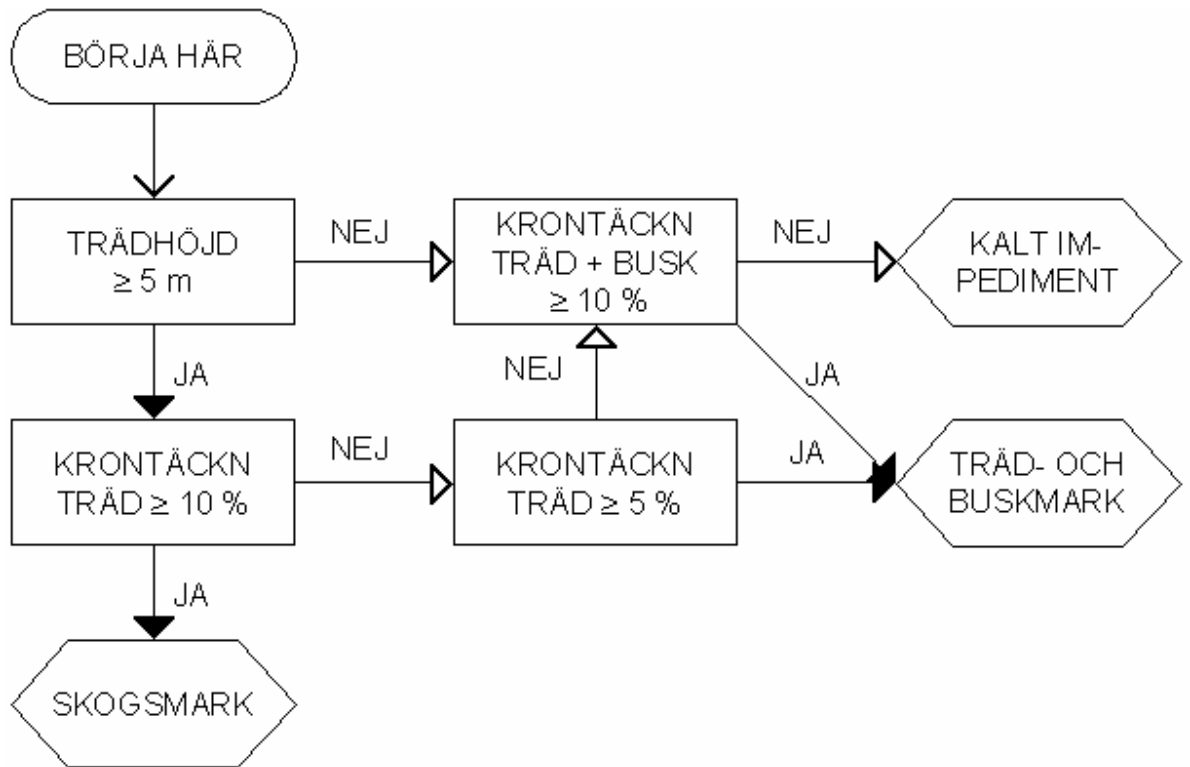 BÖRJA HÄR
TRÄDHÖJD
≥ 5 m
NEJ
KRONTÄCKN
TRÄD + BUSK
≥ 10 %
NEJ
KALT IM-
PEDIMENT
JA
NEJ
JA
KRONTÄCKN
TRÄD ≥ 10 %
NEJ
KRONTÄCKN
TRÄD ≥ 5 %
JA
TRÄD- OCH
BUSKMARK
JA
SKOGSMARK